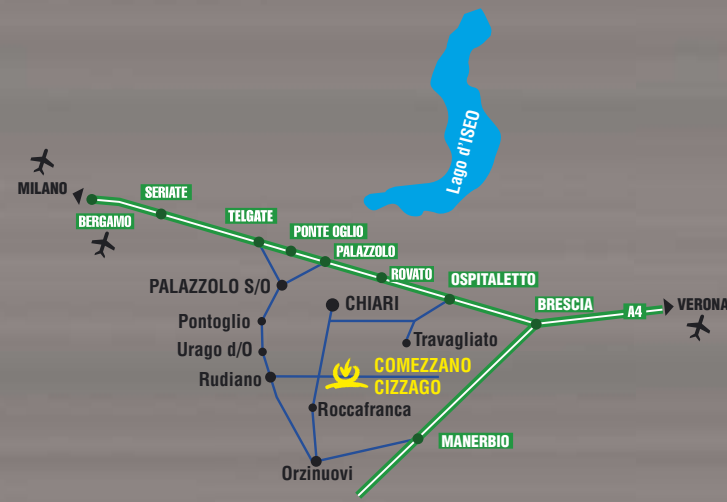 Lago d'ISEO
MILANO
SERIATE
BERGAMO
TELGATE
PONTE OGLIO
PALAZZOLO
ROVATO
OSPITALETTO
BRESCIA
A4
VERONA
PALAZZOLO S/O
CHIARI
Pontoglio
Travagliato
Urago d/O
COMEZZANO
CIZZAGO
Rudiano
Roccafranca
MANERBIO
Orzinuovi